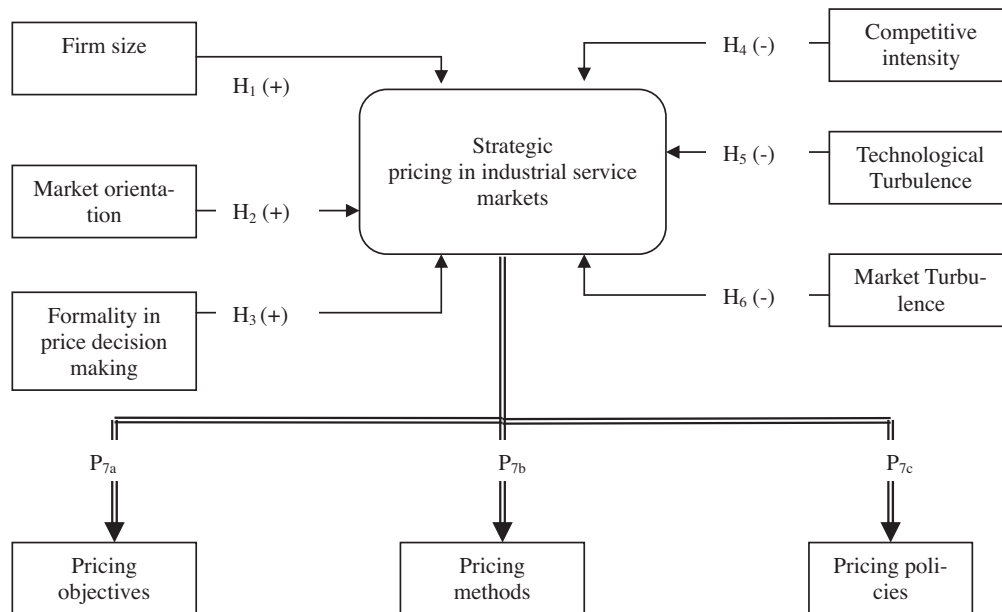 Firm size
H1 (+)
Market orienta-
tion
H2 (+)
Formality in
price decision
making
H3 (+)
Strategic
pricing in industrial service
markets
H4 (-)
Competitive
intensity
H5 (-)
Technological
Turbulence
H6 (-)
Market Turbu-
lence
P7a
P7b
P7c
Pricing
objectives
Pricing
methods
Pricing poli-
cies